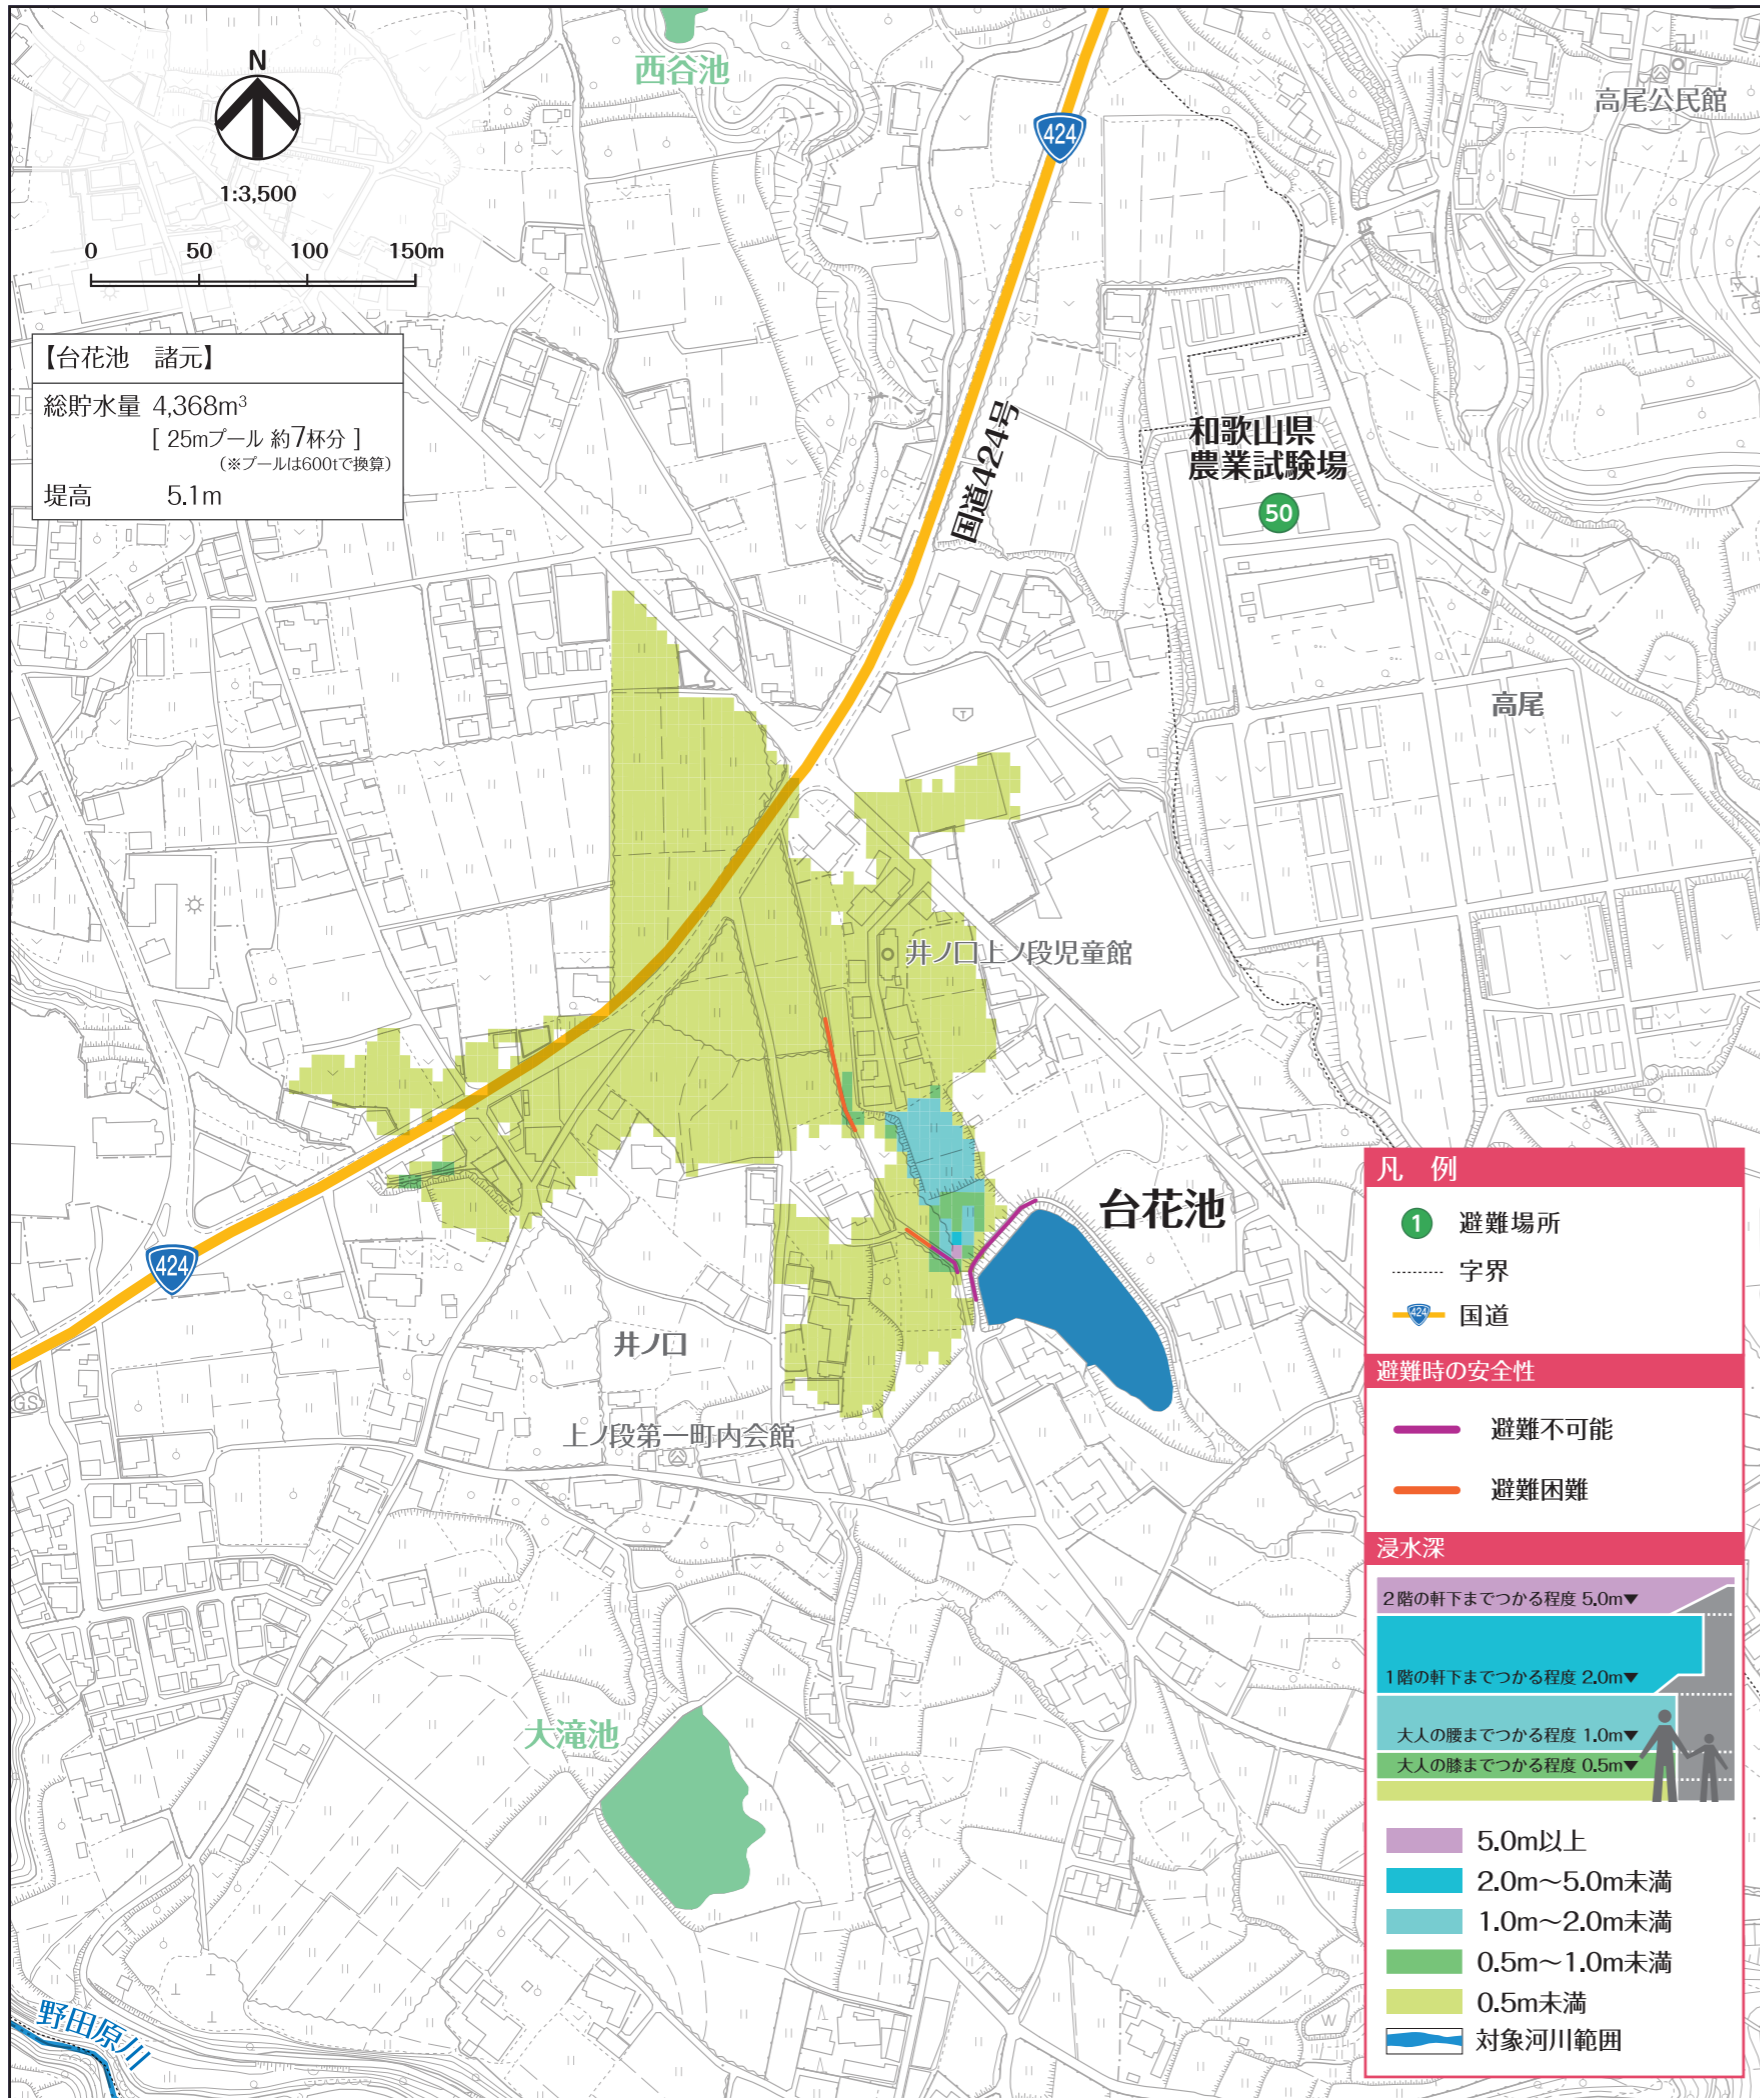 西谷池
N
1:3,500
0 50 100 150m
【台花池　諸元】
総貯水量 4,368m³
[ 25mプール 約7杯分 ]
(※プールは600tで換算)
堤高 5.1m
424
高尾公民館
国道424号
和歌山県
農業試験場
50
高尾
井ノ口上ノ段児童館
台花池
424
井ノ口
GS
上ノ段第一町内会館
大滝池
野田原川
凡　例
1 避難場所
字界
424 国道
避難時の安全性
避難不可能
避難困難
浸水深
2階の軒下までつかる程度 5.0m▼
1階の軒下までつかる程度 2.0m▼
大人の腰までつかる程度 1.0m▼
大人の膝までつかる程度 0.5m▼
5.0m以上
2.0m～5.0m未満
1.0m～2.0m未満
0.5m～1.0m未満
0.5m未満
対象河川範囲